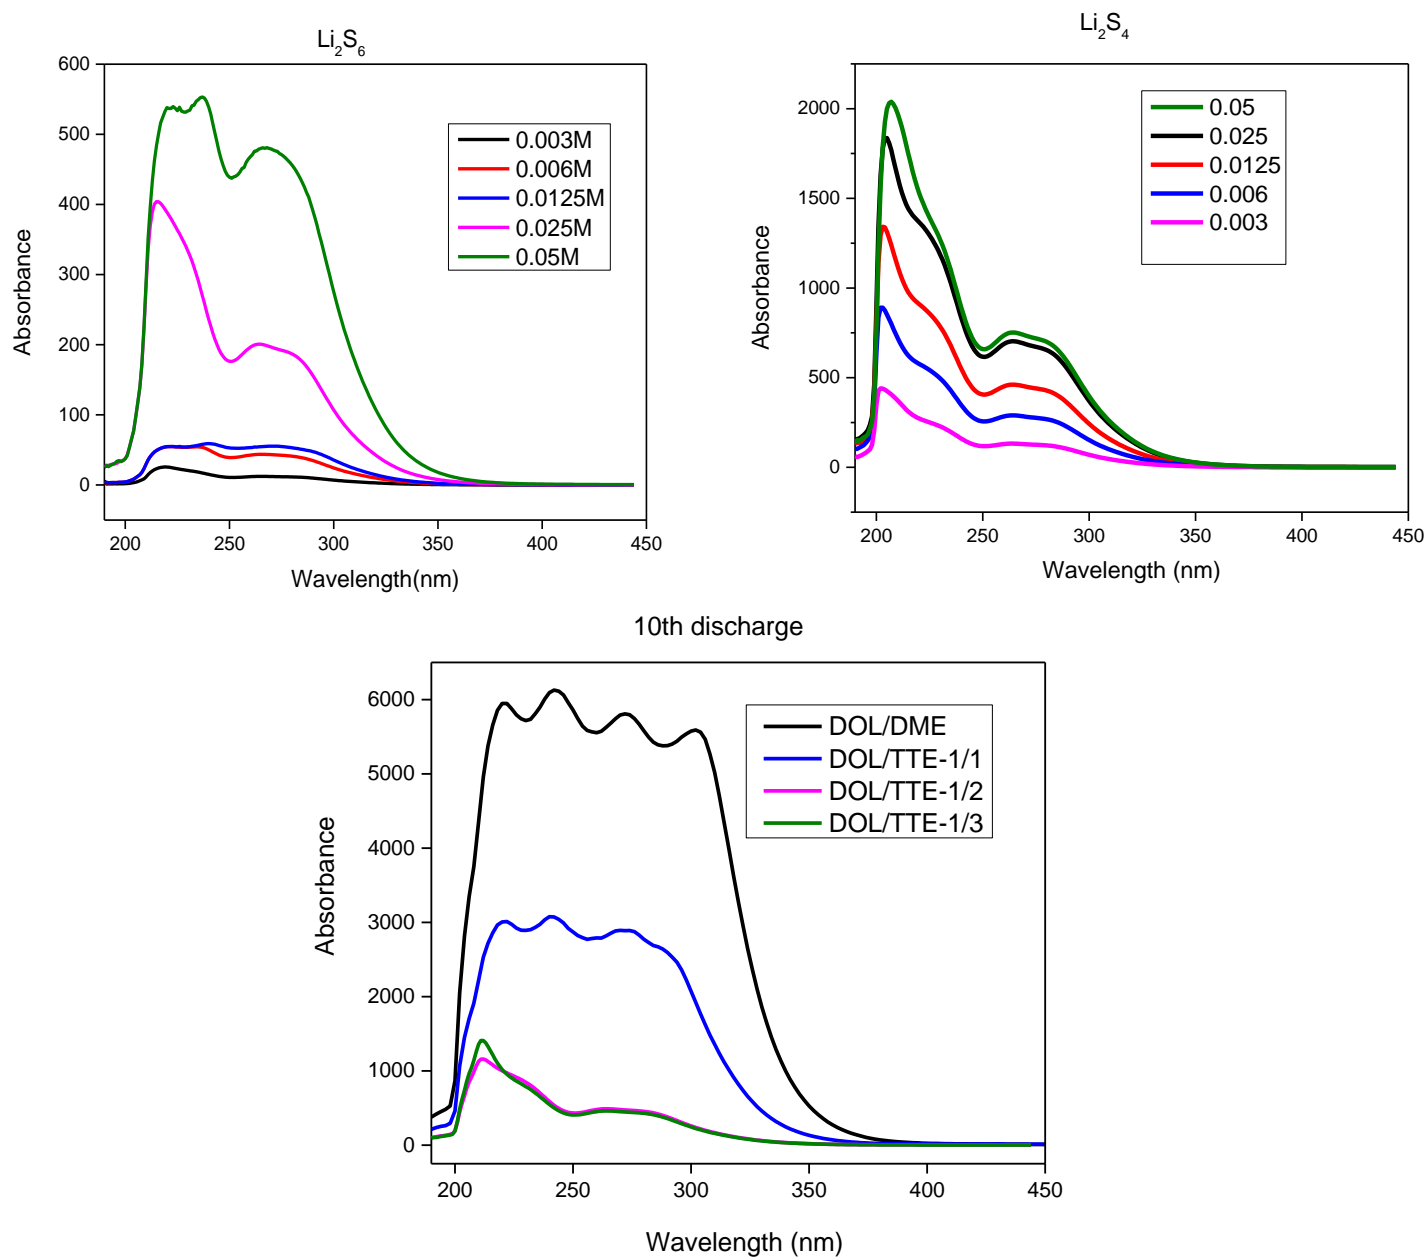 Li2S6
600
500
400
300
200
100
0
Absorbance
0.003M
0.006M
0.0125M
0.025M
0.05M
200 250 300 350 400 450
Wavelength(nm)
Li2S4
2000
1500
1000
500
0
Absorbance
0.05
0.025
0.0125
0.006
0.003
200 250 300 350 400 450
Wavelength (nm)
10th discharge
6000
5000
4000
3000
2000
1000
0
Absorbance
DOL/DME
DOL/TTE-1/1
DOL/TTE-1/2
DOL/TTE-1/3
200 250 300 350 400 450
Wavelength (nm)